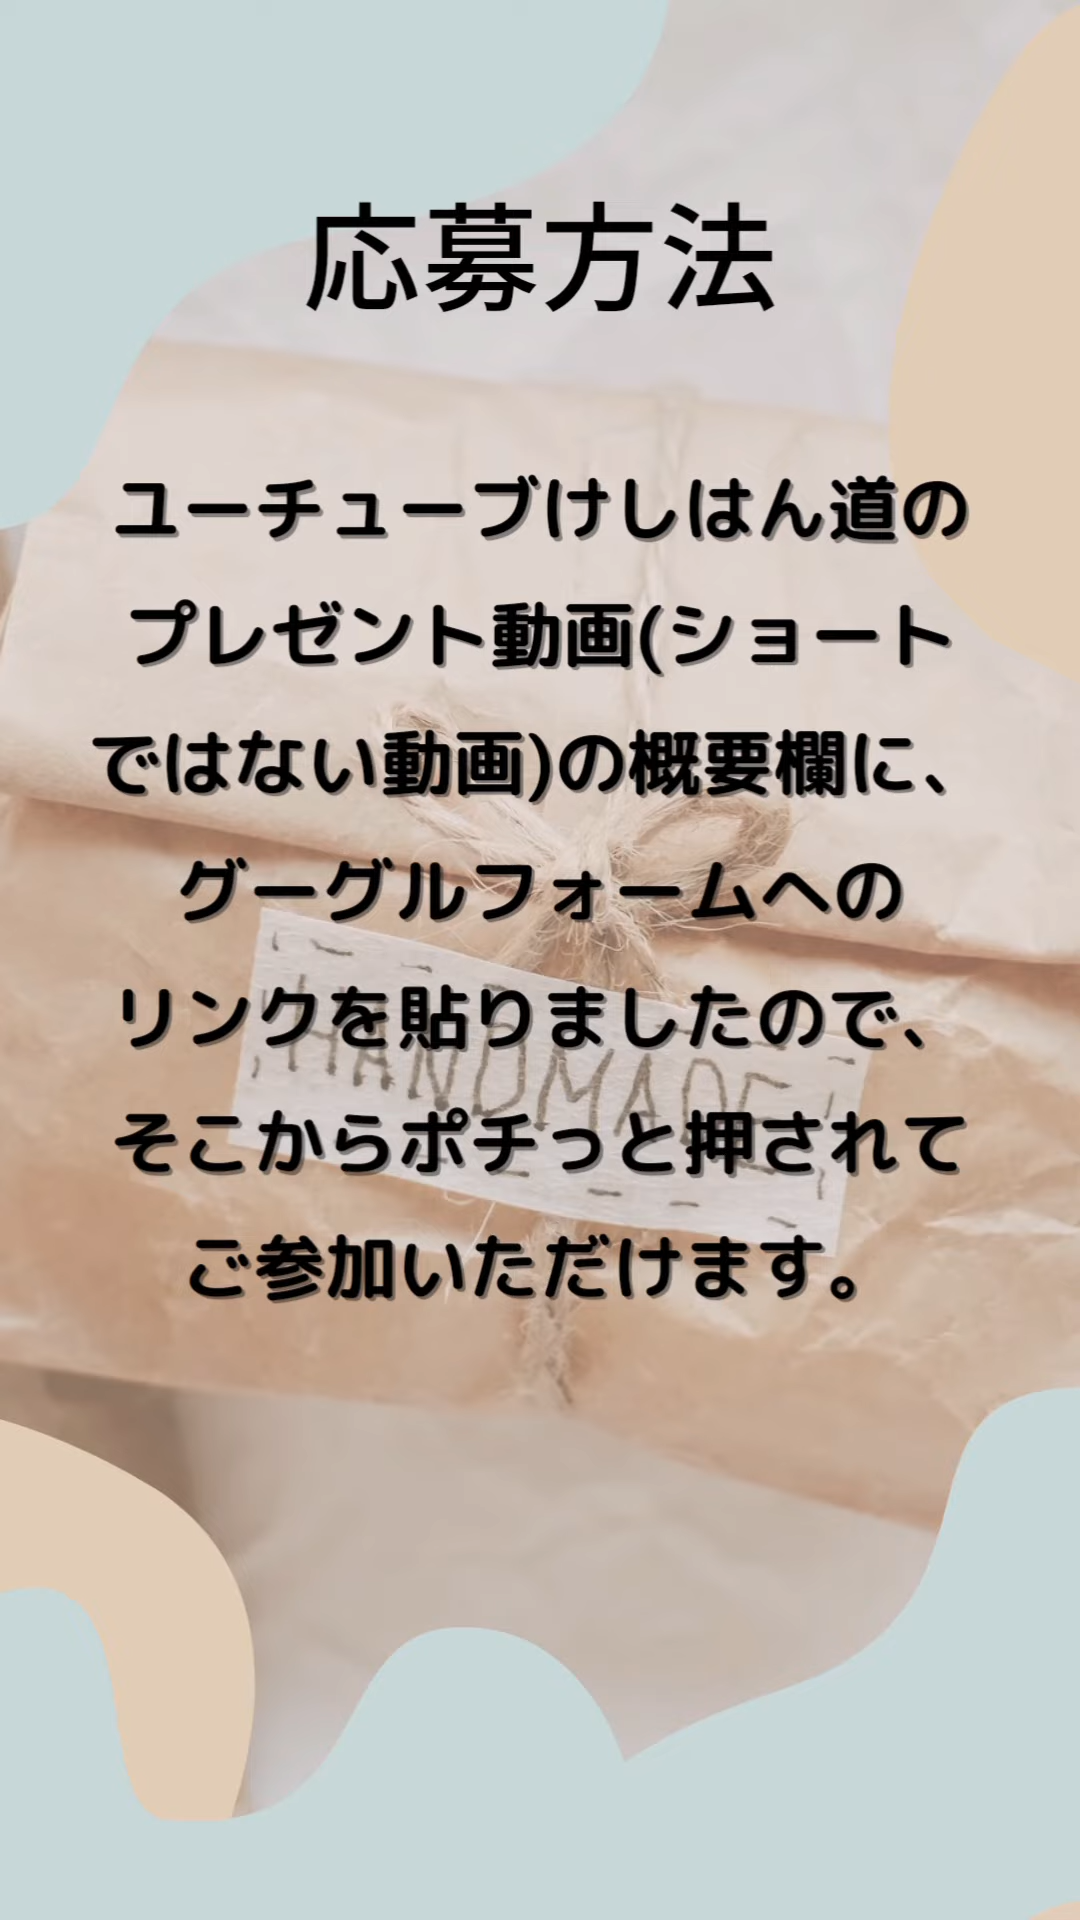 応募方法
ユーチューブけしはん道の
プレゼント動画(ショート
ではない動画)の概要欄に、
グーグルフォームへの
リンクを貼りましたので、
そこからポチっと押されて
ご参加いただけます。
HANDMADE